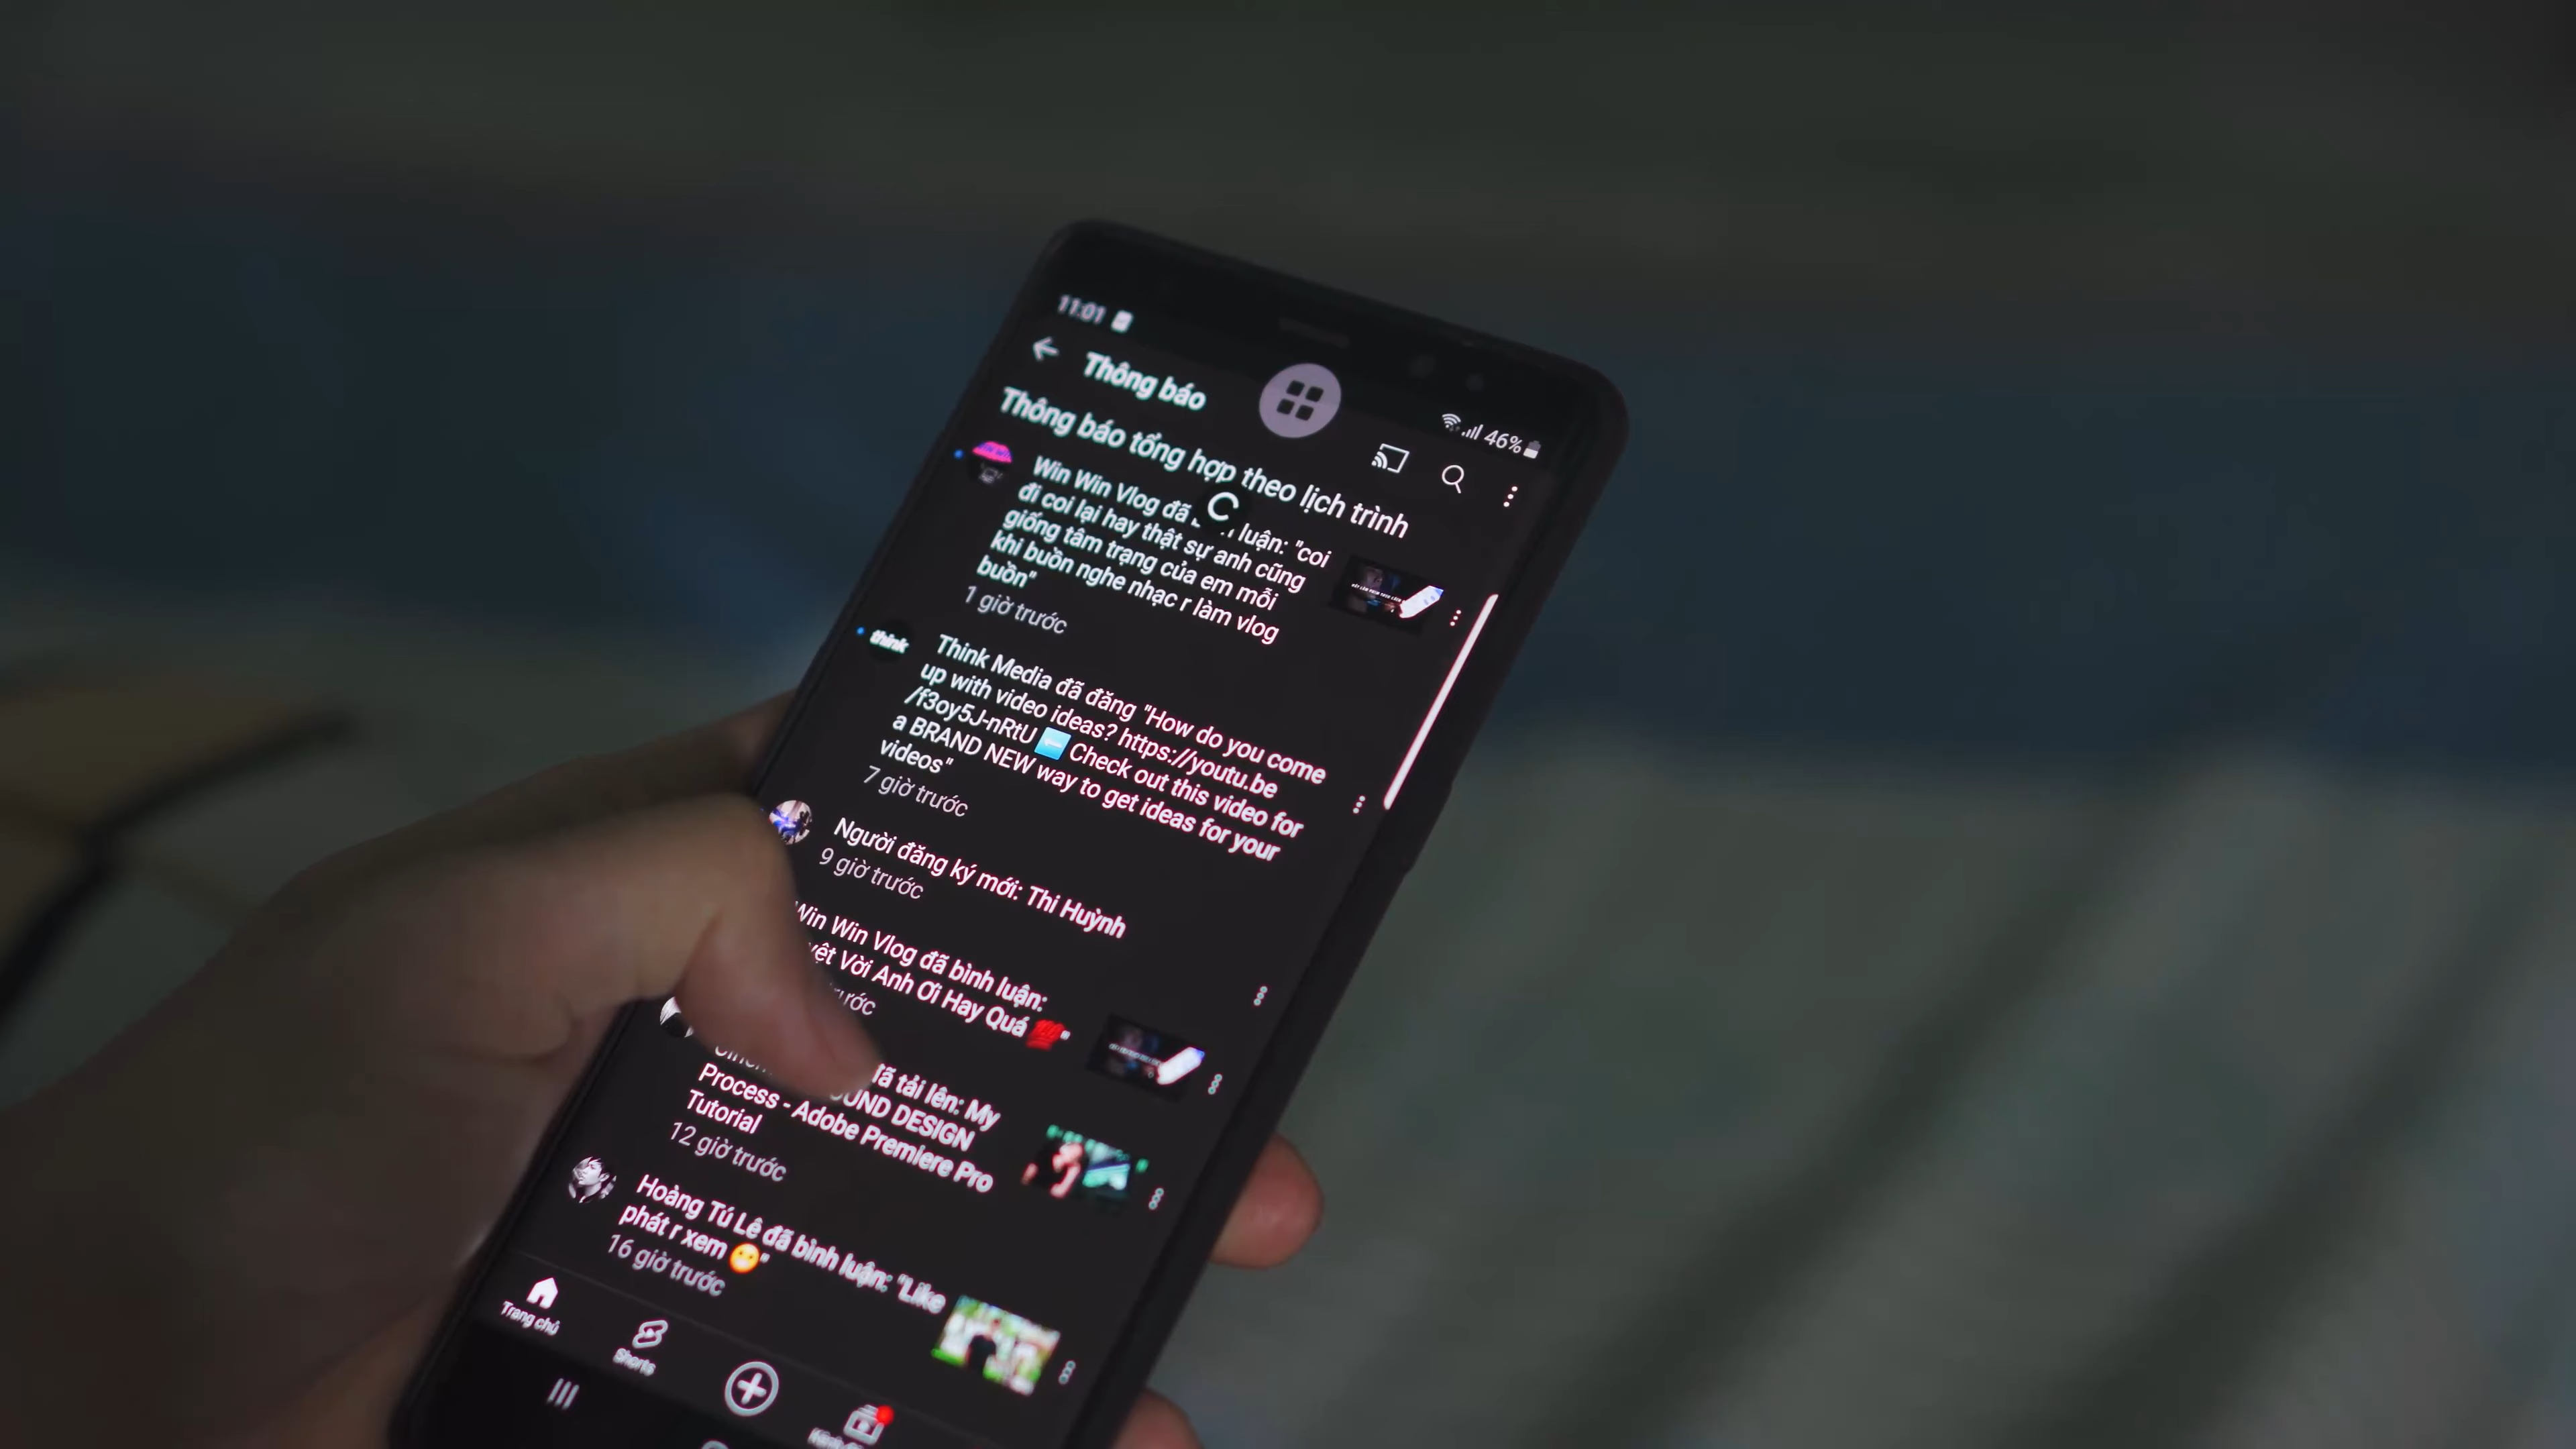 11:01
46%
Thông báo
Thông báo tổng hợp theo lịch trình
Win Win Vlog đã luận: "coi
đi coi lại hay thật sự anh cũng
giống tâm trạng của em mỗi
khi buồn nghe nhạc r làm vlog
buồn"
1 giờ trước
think
Think Media đã đăng "How do you come
up with video ideas? https://youtu.be
/f3oy5J-nRtU Check out this video for
a BRAND NEW way to get ideas for your
videos"
7 giờ trước
Người đăng ký mới: Thi Huỳnh
9 giờ trước
Win Win Vlog đã bình luận:
Vời Anh Ơi Hay Quá 💯"
đã tải lên: My
DESIGN
Process - Adobe Premiere Pro
Tutorial
12 giờ trước
Hoàng Tú Lê đã bình luận: "Like
phát r xem 😬"
16 giờ trước
Trang chủ
Shorts